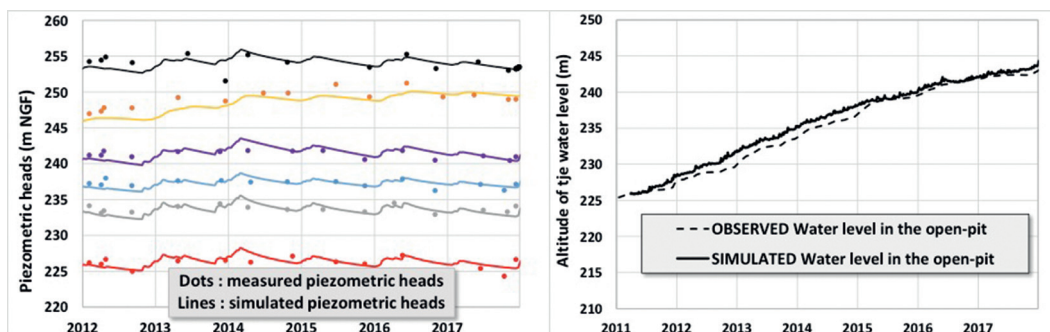 260
255
250
245
240
235
230
225
220
Piezometric heads (m NGF)
2012 2013 2014 2015 2016 2017
Dots : measured piezometric heads
Lines : simulated piezometric heads
250
245
240
235
230
225
220
215
210
Altitude of tje water level (m)
2011 2012 2013 2014 2015 2016 2017
OBSERVED Water level in the open-pit
SIMULATED Water level in the open-pit